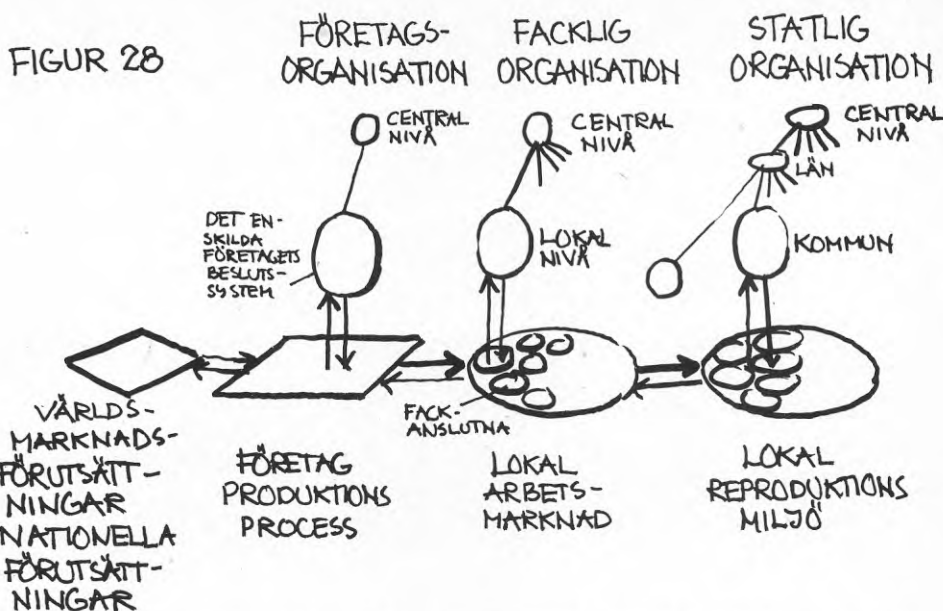 FIGUR 28
FÖRETAGS-
ORGANISATION
FACKLIG
ORGANISATION
STATLIG
ORGANISATION
CENTRAL
NIVÅ
CENTRAL
NIVÅ
CENTRAL
NIVÅ
LÄN
DET EN-
SKILDA
FÖRETAGETS
BESLUTS-
SYSTEM
LOKAL
NIVÅ
KOMMUN
FACK-
ANSLUTNA
VÄRLDS-
MARKNADS-
FÖRUTSÄTT-
NINGAR
NATIONELLA
FÖRUTSÄTT-
NINGAR
FÖRETAG
PRODUKTIONS
PROCESS
LOKAL
ARBETS-
MARKNAD
LOKAL
REPRODUKTIONS
MILJÖ